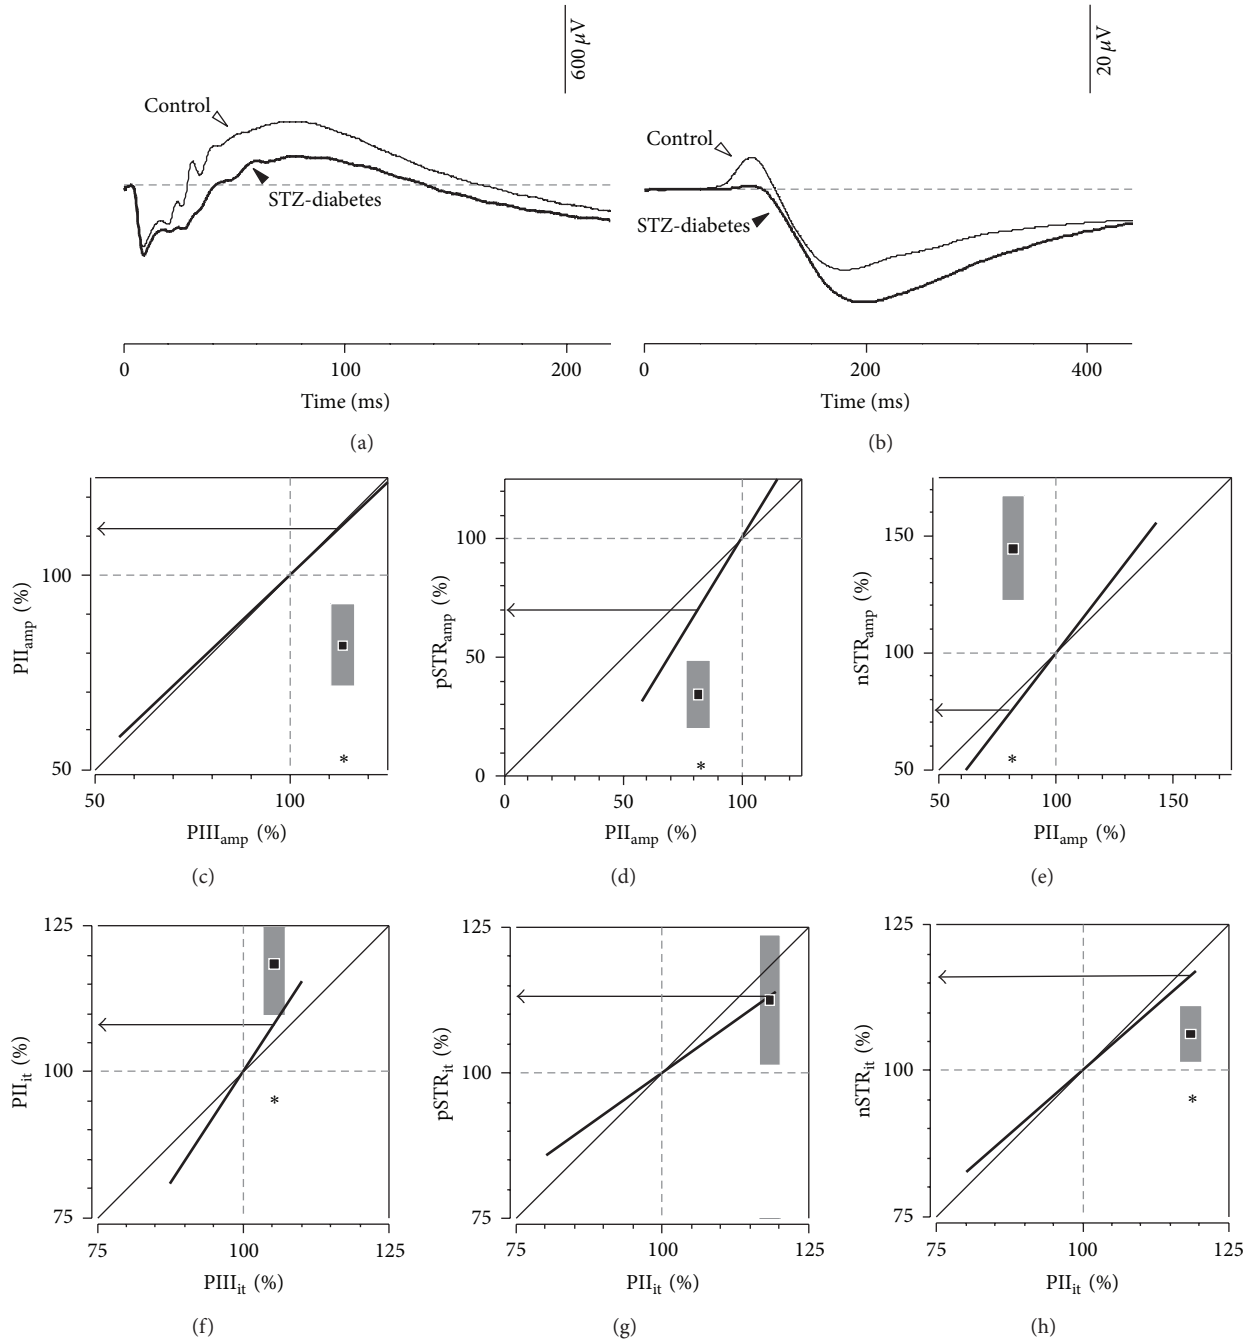 600 μV
20 μV
Control
STZ-diabetes
Control
STZ-diabetes
0 100 200
Time (ms)
(a)
0 200 400
Time (ms)
(b)
PII_amp (%)
100
50
*
50 100
PIII_amp (%)
(c)
pSTR_amp (%)
100
50
0
*
0 50 100
PII_amp (%)
(d)
nSTR_amp (%)
150
100
50
*
50 100 150
PII_amp (%)
(e)
PII_it (%)
125
100
75
*
75 100 125
PIII_it (%)
(f)
pSTR_it (%)
125
100
75
75 100 125
PII_it (%)
(g)
nSTR_it (%)
125
100
75
*
75 100 125
PII_it (%)
(h)